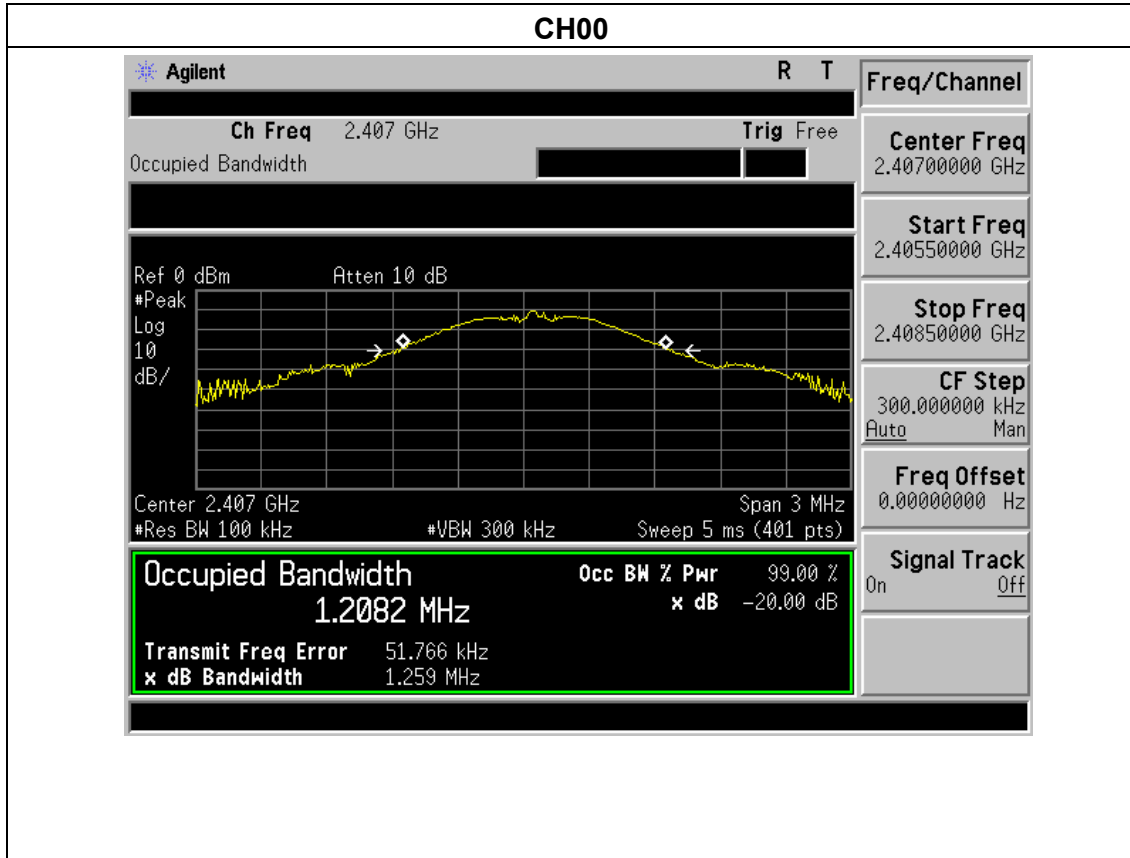 CH00
Agilent R T
Ch Freq 2.407 GHz Trig Free
Occupied Bandwidth
Ref 0 dBm Atten 10 dB
#Peak
Log
10
dB/
Center 2.407 GHz Span 3 MHz
#Res BW 100 kHz #VBW 300 kHz Sweep 5 ms (401 pts)
Occupied Bandwidth Occ BW % Pwr 99.00 %
1.2082 MHz x dB -20.00 dB
Transmit Freq Error 51.766 kHz
x dB Bandwidth 1.259 MHz
Freq/Channel
Center Freq
2.40700000 GHz
Start Freq
2.40550000 GHz
Stop Freq
2.40850000 GHz
CF Step
300.000000 kHz
Auto Man
Freq Offset
0.00000000 Hz
Signal Track
On Off